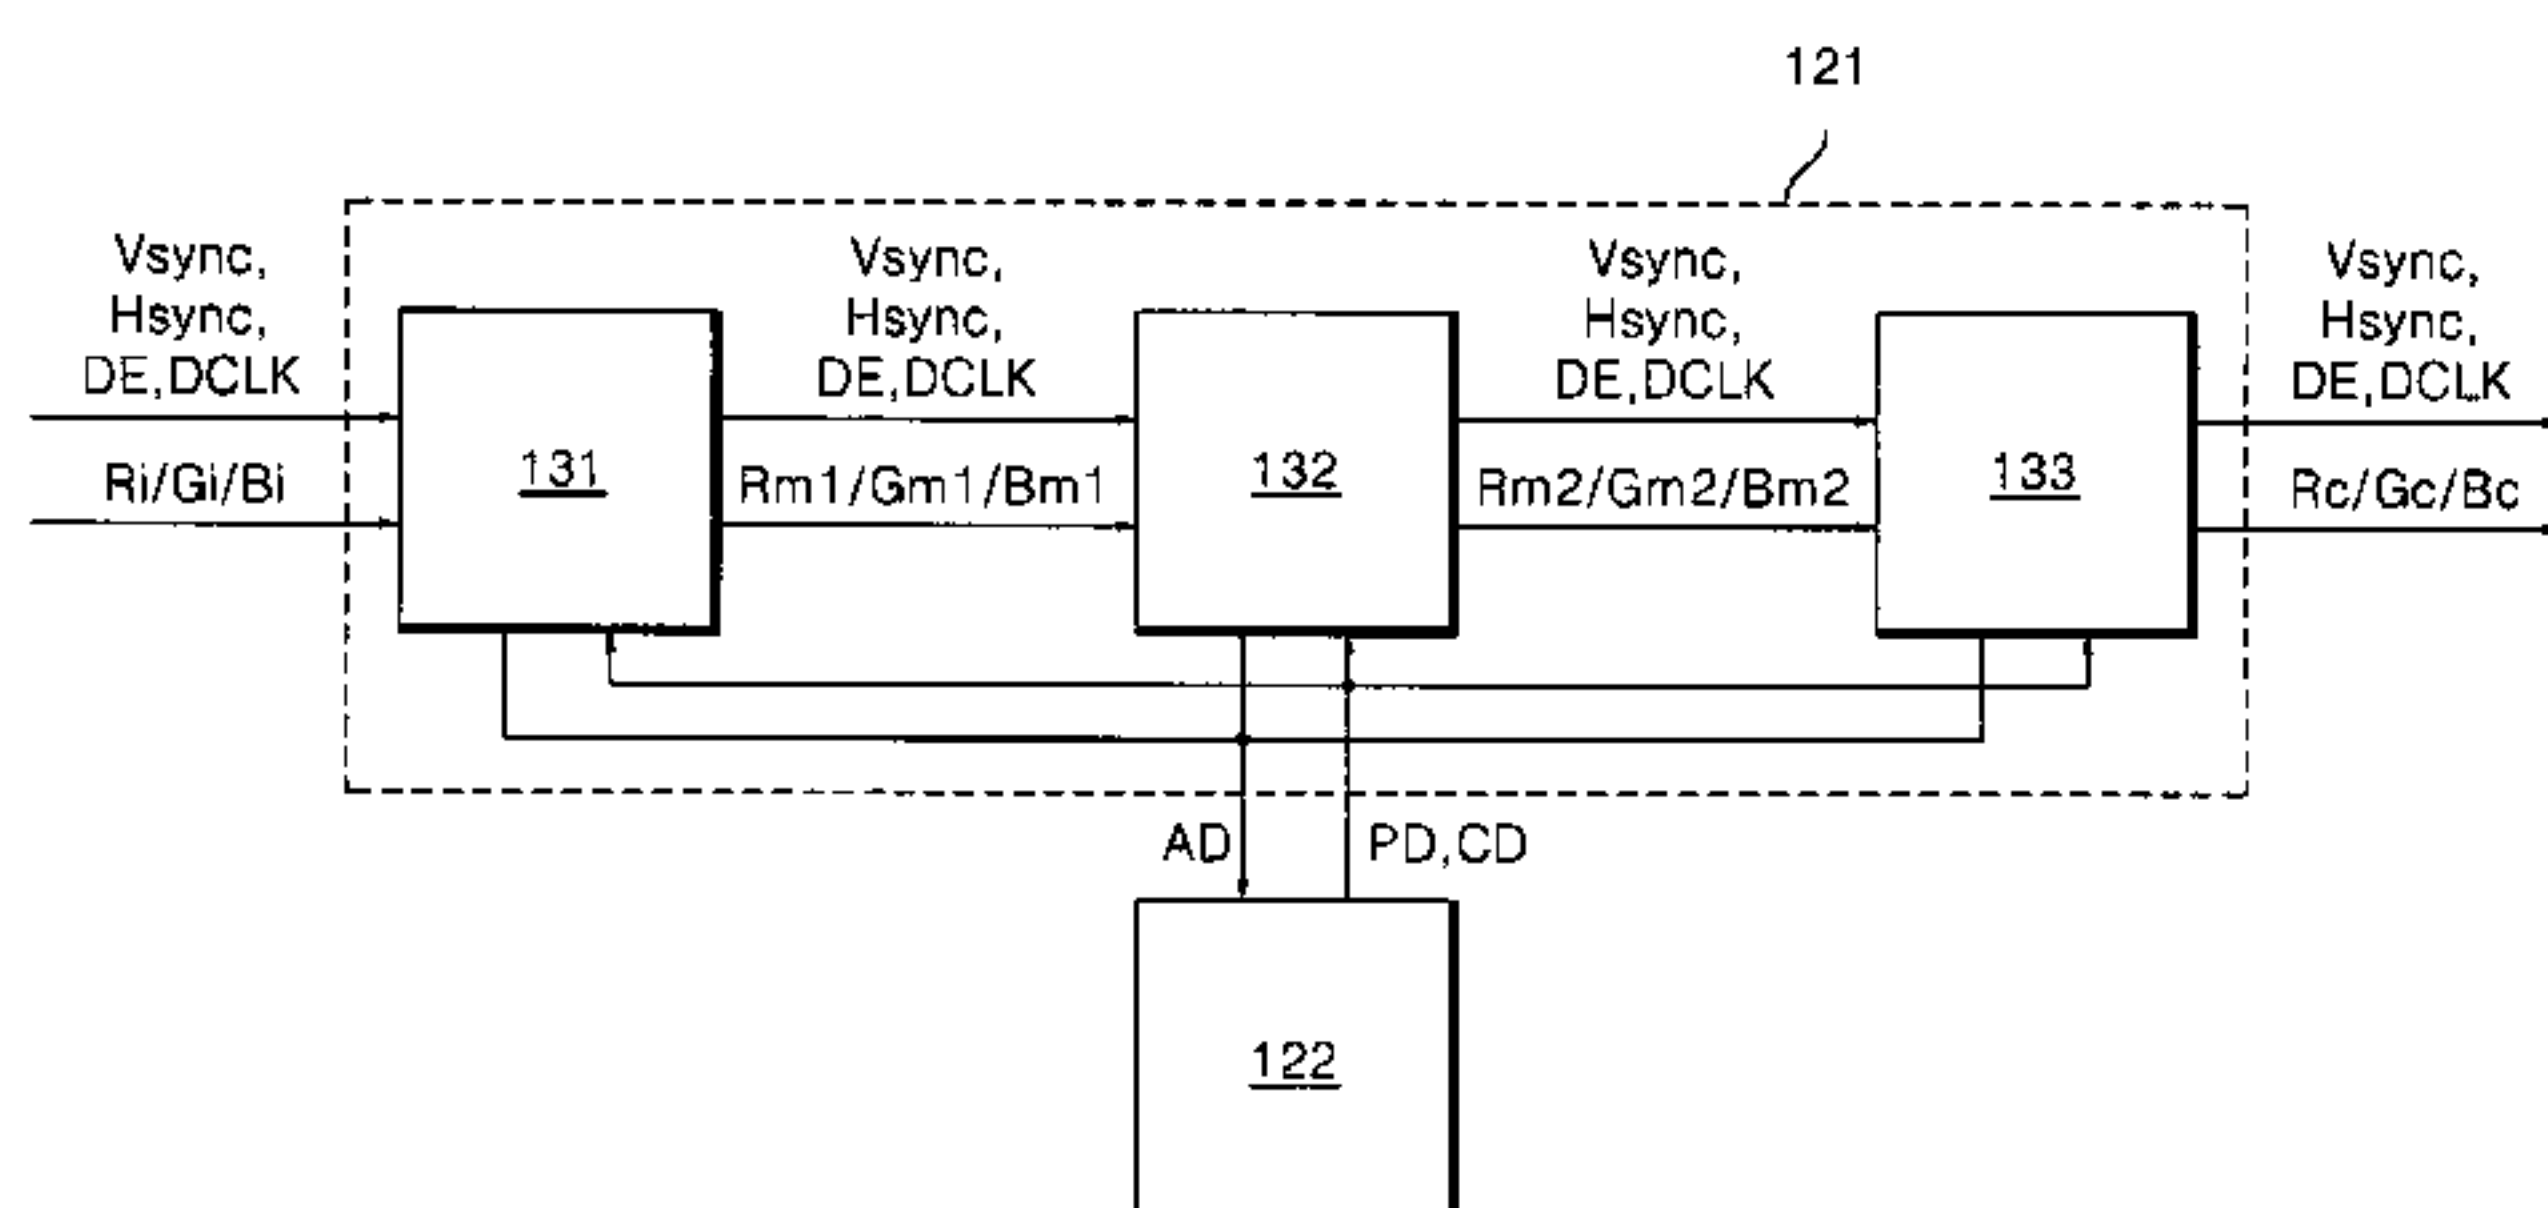 121
Vsync,
Hsync,
DE,DCLK
Ri/Gi/Bi
131
Vsync,
Hsync,
DE,DCLK
Rm1/Gm1/Bm1
132
Vsync,
Hsync,
DE,DCLK
Rm2/Gm2/Bm2
133
Vsync,
Hsync,
DE,DCLK
Rc/Gc/Bc
AD
PD,CD
122